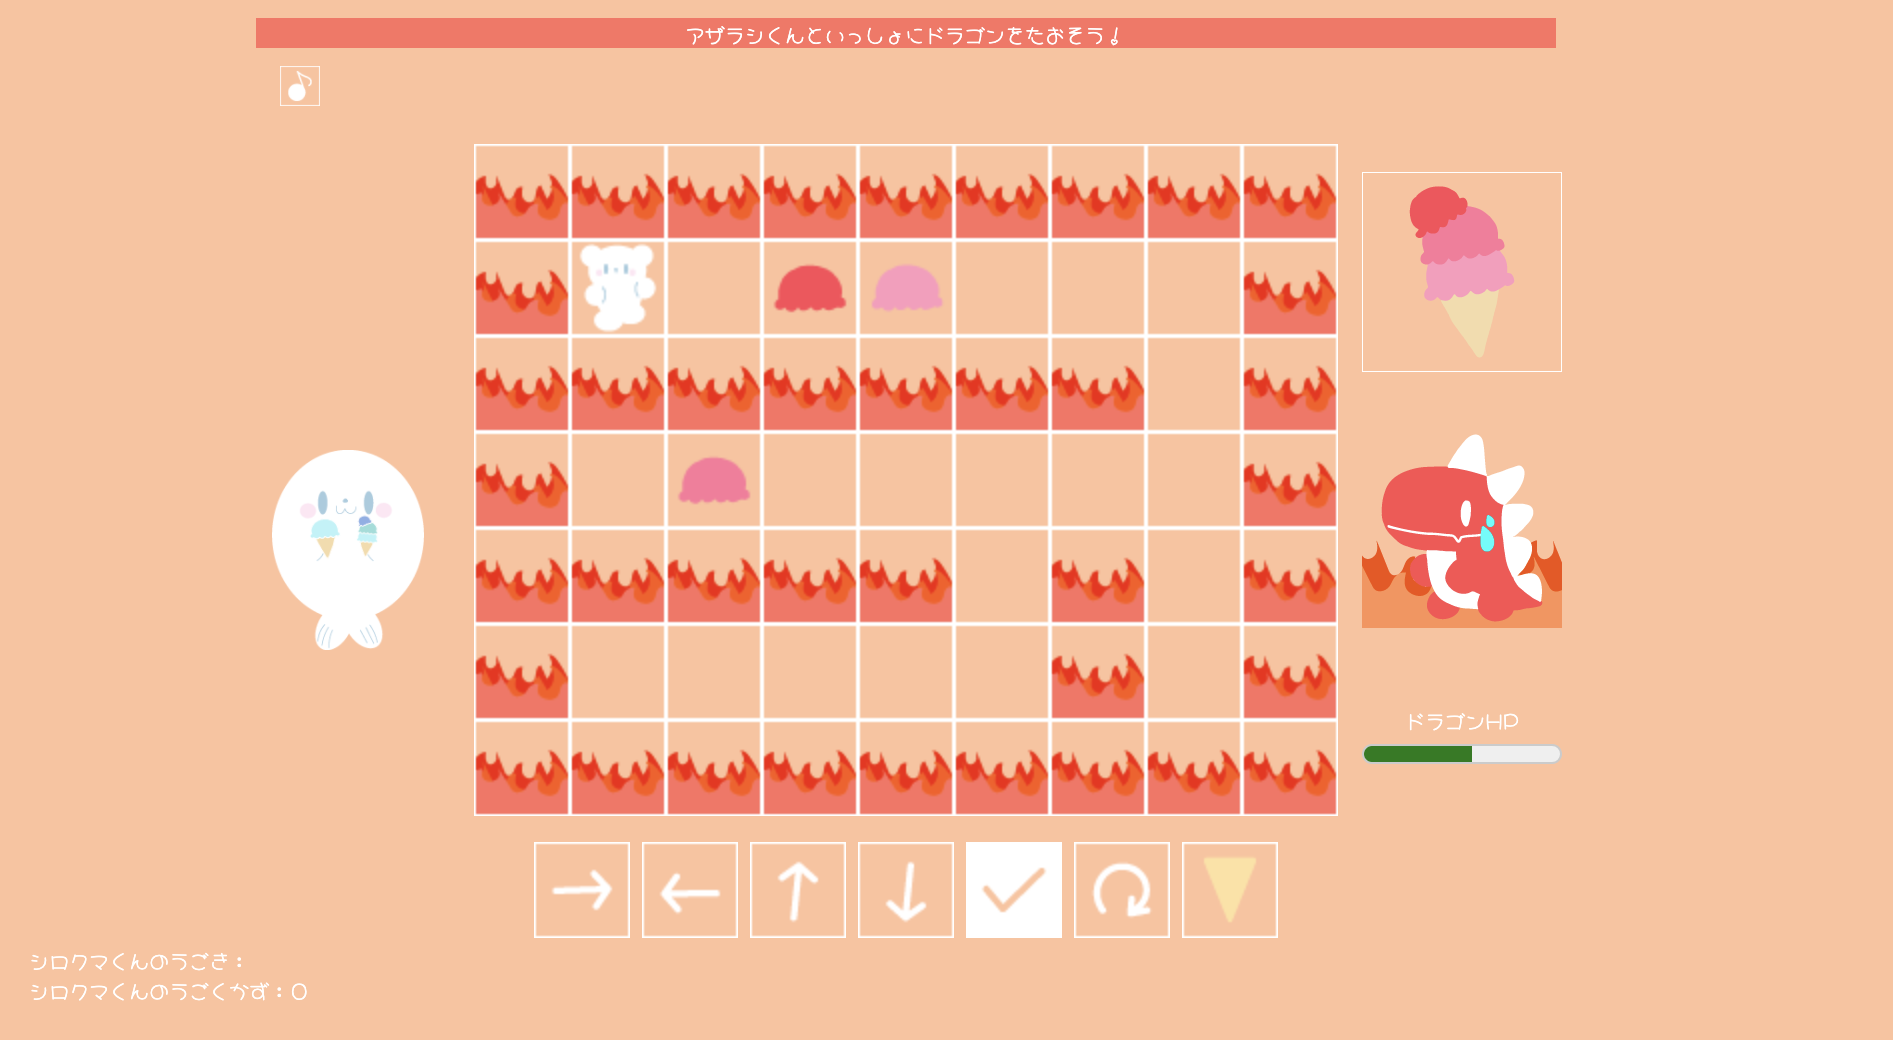 アザラシくんといっしょにドラゴンをたおそう！
ドラゴンHP
シロクマくんのうごき：
シロクマくんのうごくかず：0